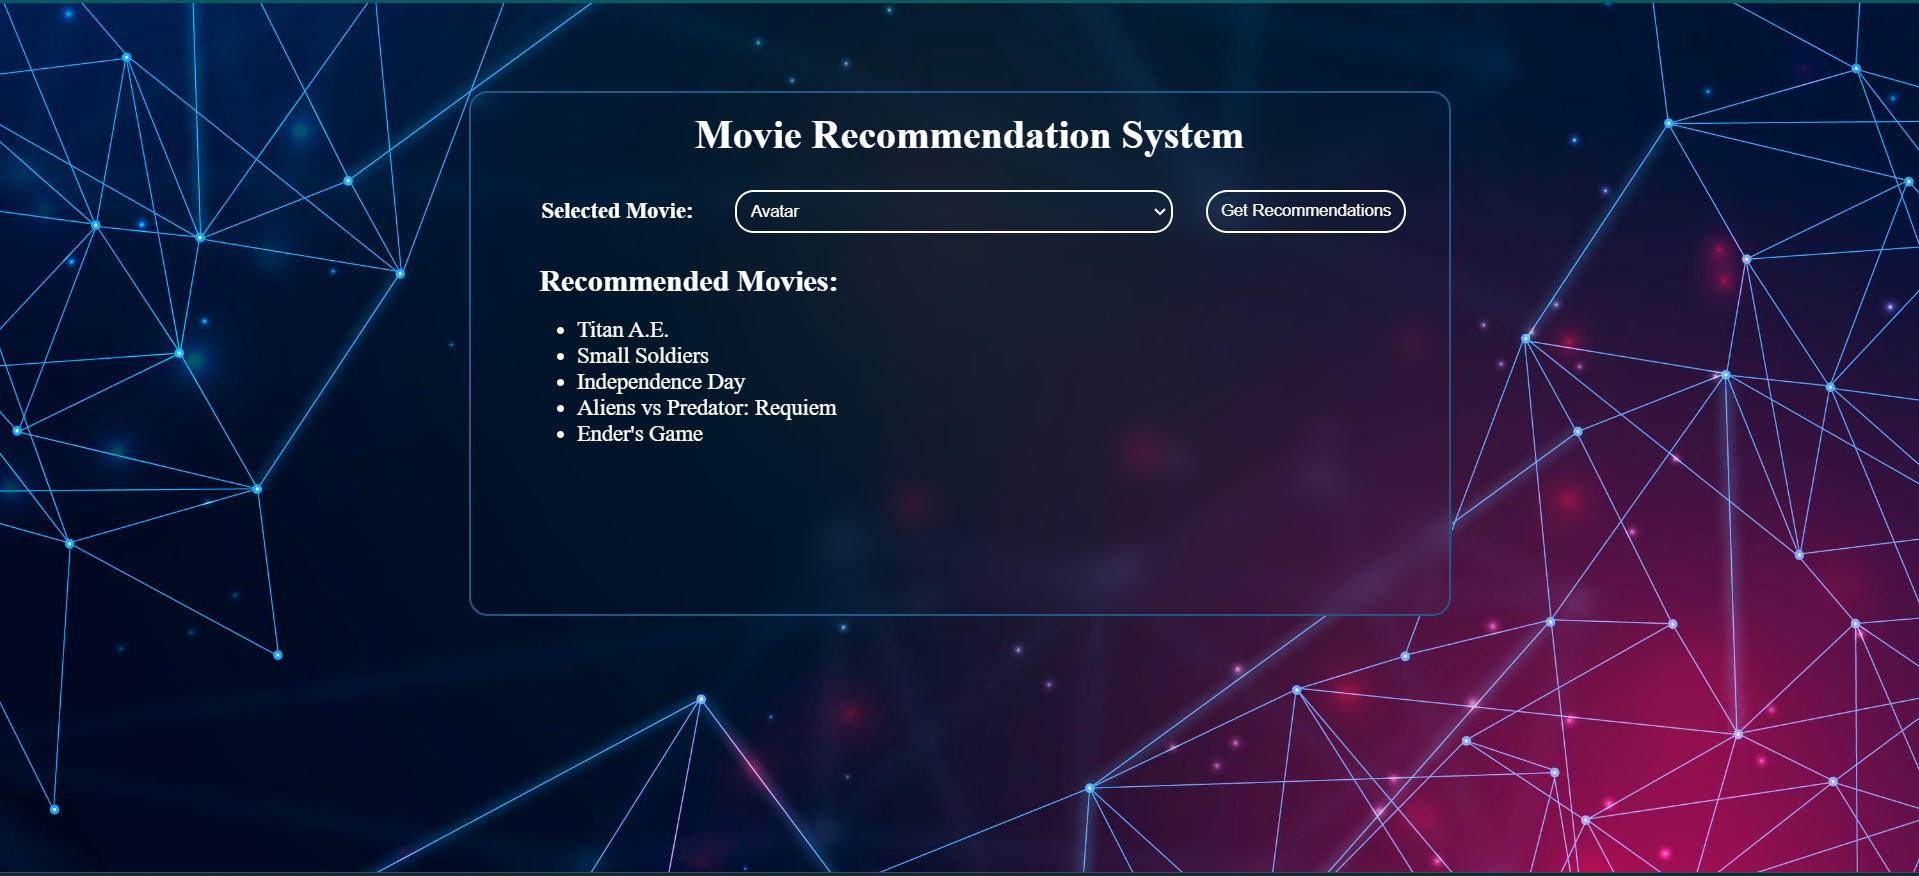 Movie Recommendation System
Selected Movie: Avatar Get Recommendations
Recommended Movies:
Titan A.E.
Small Soldiers
Independence Day
Aliens vs Predator: Requiem
Ender's Game